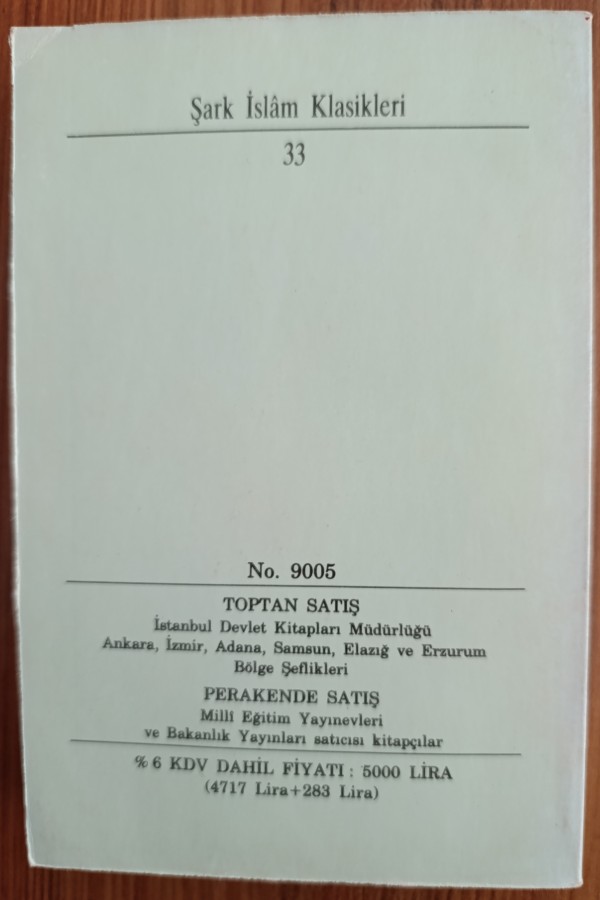 Şark İslâm Klasikleri
33
No. 9005
TOPTAN SATIŞ
İstanbul Devlet Kitapları Müdürlüğü
Ankara, İzmir, Adana, Samsun, Elazığ ve Erzurum
Bölge Şeflikleri
PERAKENDE SATIŞ
Millî Eğitim Yayınevleri
ve Bakanlık Yayınları satıcısı kitapçılar
% 6 KDV DAHİL FİYATI : 5000 LİRA
(4717 Lira+283 Lira)